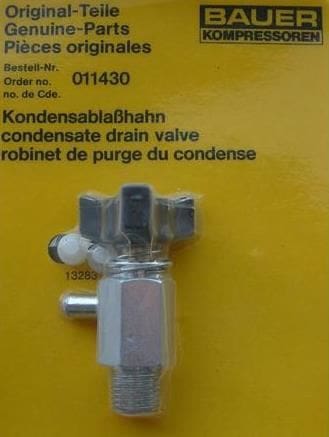 Original-Teile
Genuine-Parts
Pièces originales
Bestell-Nr.
Order no. 011430
no. de Cde.
BAUER
KOMPRESSOREN
Kondensablaßhahn
condensate drain valve
robinet de purge du condense
13283